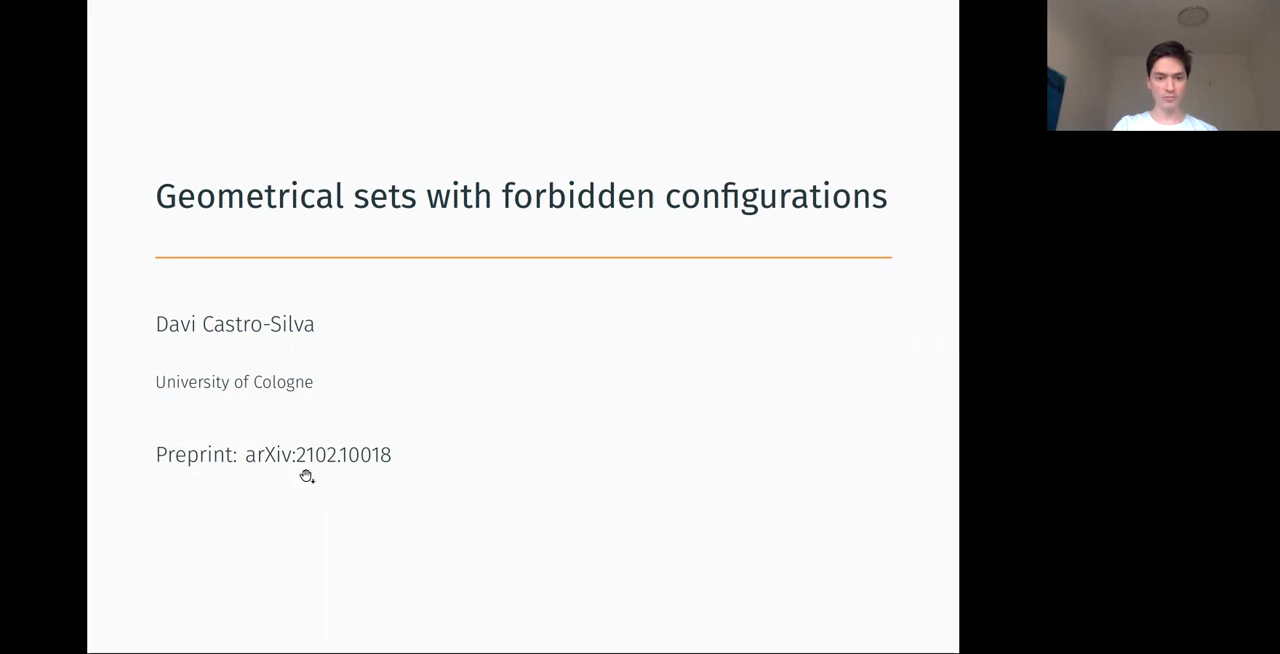 Geometrical sets with forbidden configurations
Davi Castro-Silva
University of Cologne
Preprint: arXiv:2102.10018